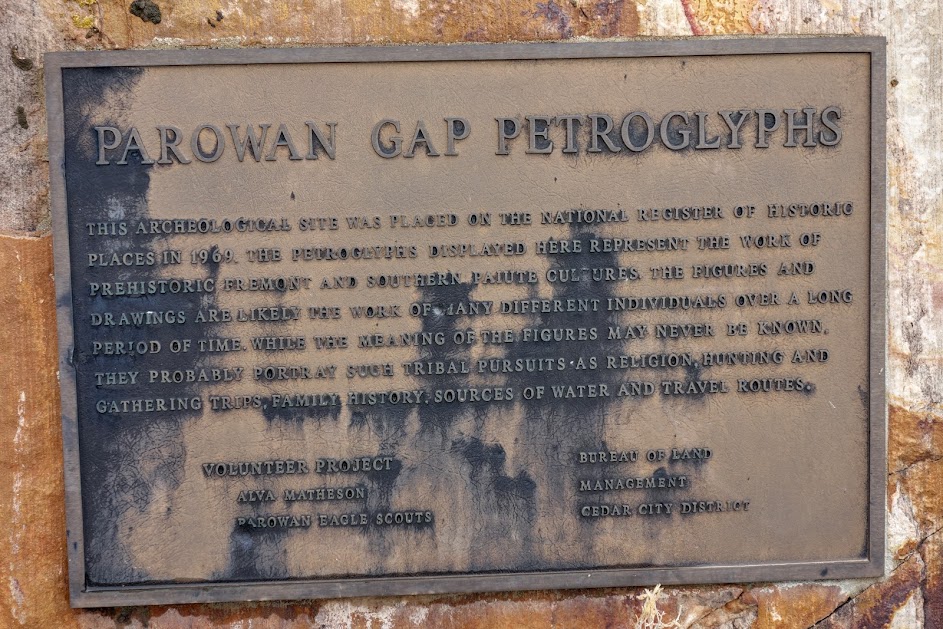 PAROWAN GAP PETROGLYPHS
THIS ARCHEOLOGICAL SITE WAS PLACED ON THE NATIONAL REGISTER OF HISTORIC
PLACES IN 1969. THE PETROGLYPHS DISPLAYED HERE REPRESENT THE WORK OF
PREHISTORIC FREMONT AND SOUTHERN PAIUTE CULTURES. THE FIGURES AND
DRAWINGS ARE LIKELY THE WORK OF MANY DIFFERENT INDIVIDUALS OVER A LONG
PERIOD OF TIME. WHILE THE MEANING OF THE FIGURES MAY NEVER BE KNOWN,
THEY PROBABLY PORTRAY SUCH TRIBAL PURSUITS AS RELIGION, HUNTING AND
GATHERING TRIPS, FAMILY HISTORY, SOURCES OF WATER AND TRAVEL ROUTES.
VOLUNTEER PROJECT
ALVA MATHESON
PAROWAN EAGLE SCOUTS
BUREAU OF LAND
MANAGEMENT
CEDAR CITY DISTRICT